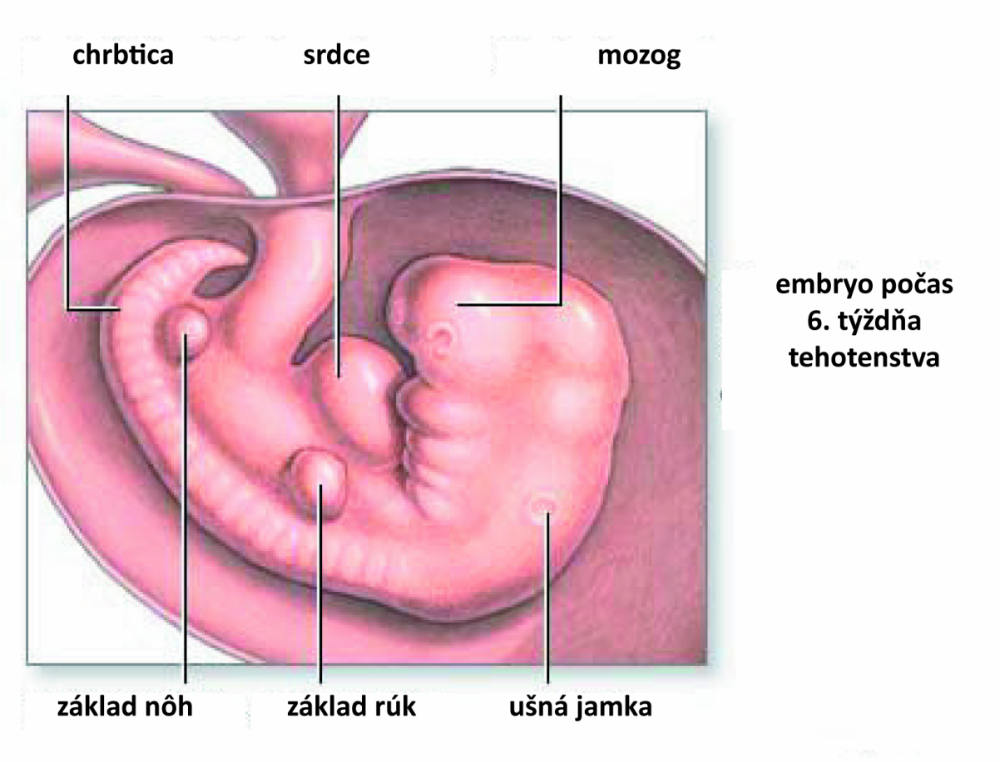 chrbtica
srdce
mozog
embryo počas
6. týždňa
tehotenstva
základ nôh
základ rúk
ušná jamka